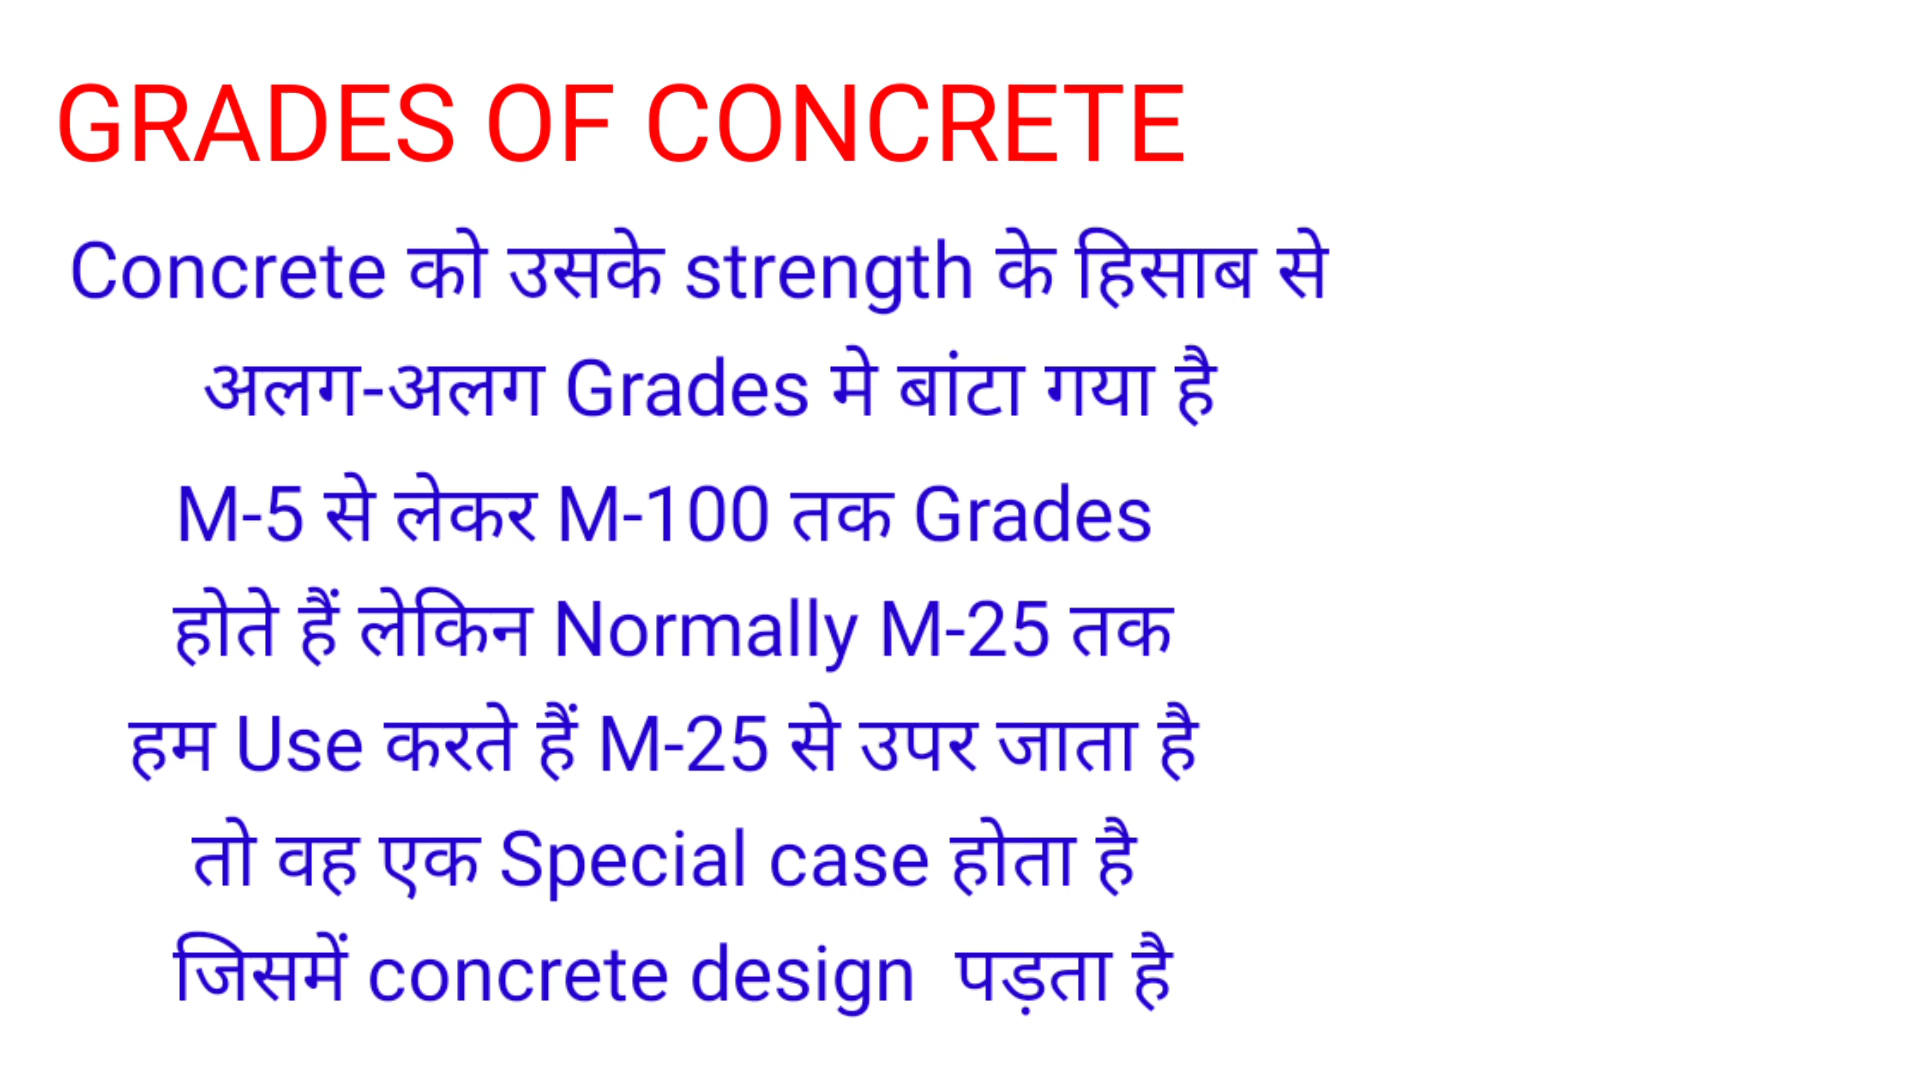 GRADES OF CONCRETE
Concrete को उसके strength के हिसाब से
अलग-अलग Grades मे बांटा गया है
M-5 से लेकर M-100 तक Grades
होते हैं लेकिन Normally M-25 तक
हम Use करते हैं M-25 से उपर जाता है
तो वह एक Special case होता है
जिसमें concrete design पड़ता है